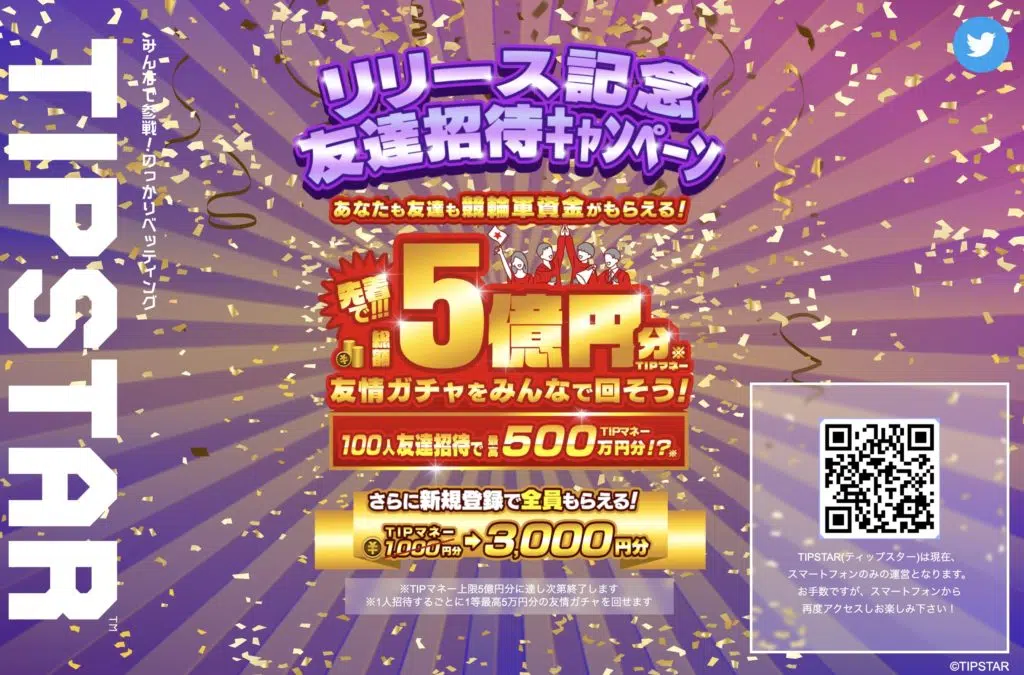 TIPSTAR
TM
みんなで参戦！のっかりベッティング
リリース記念
友達招待キャンペーン
あなたも友達も競輪車資金がもらえる！
先着で!!!
総額
5億円分※
TIPマネー
友情ガチャをみんなで回そう！
100人友達招待で最高500TIPマネー万円分!?※
さらに新規登録で全員もらえる！
TIPマネー
1,000円分→3,000円分
※TIPマネー上限5億円分に達し次第終了します
※1人招待するごとに1等最高5万円分の友情ガチャを回せます
TIPSTAR(ティップスター)は現在、
スマートフォンのみの運営となります。
お手数ですが、スマートフォンから
再度アクセスしお楽しみ下さい！
©TIPSTAR